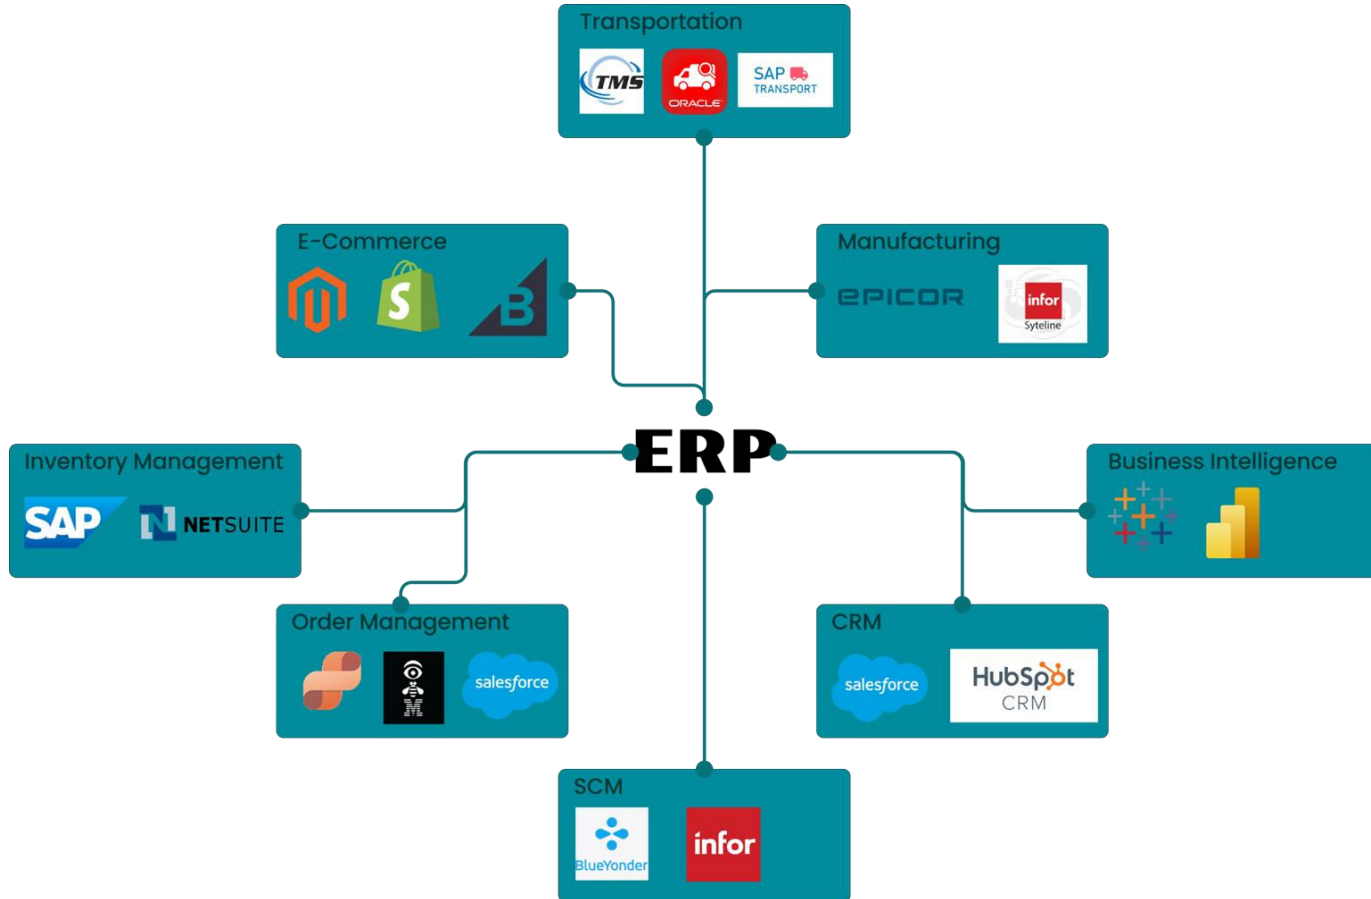 Transportation
TMS
ORACLE
SAP
TRANSPORT
E-Commerce
S
B
Manufacturing
EPICOR
infor
Syteline
ERP
Inventory Management
SAP
NETSUITE
Business Intelligence
Order Management
M
salesforce
CRM
salesforce
HubSpot
CRM
SCM
BlueYonder
infor